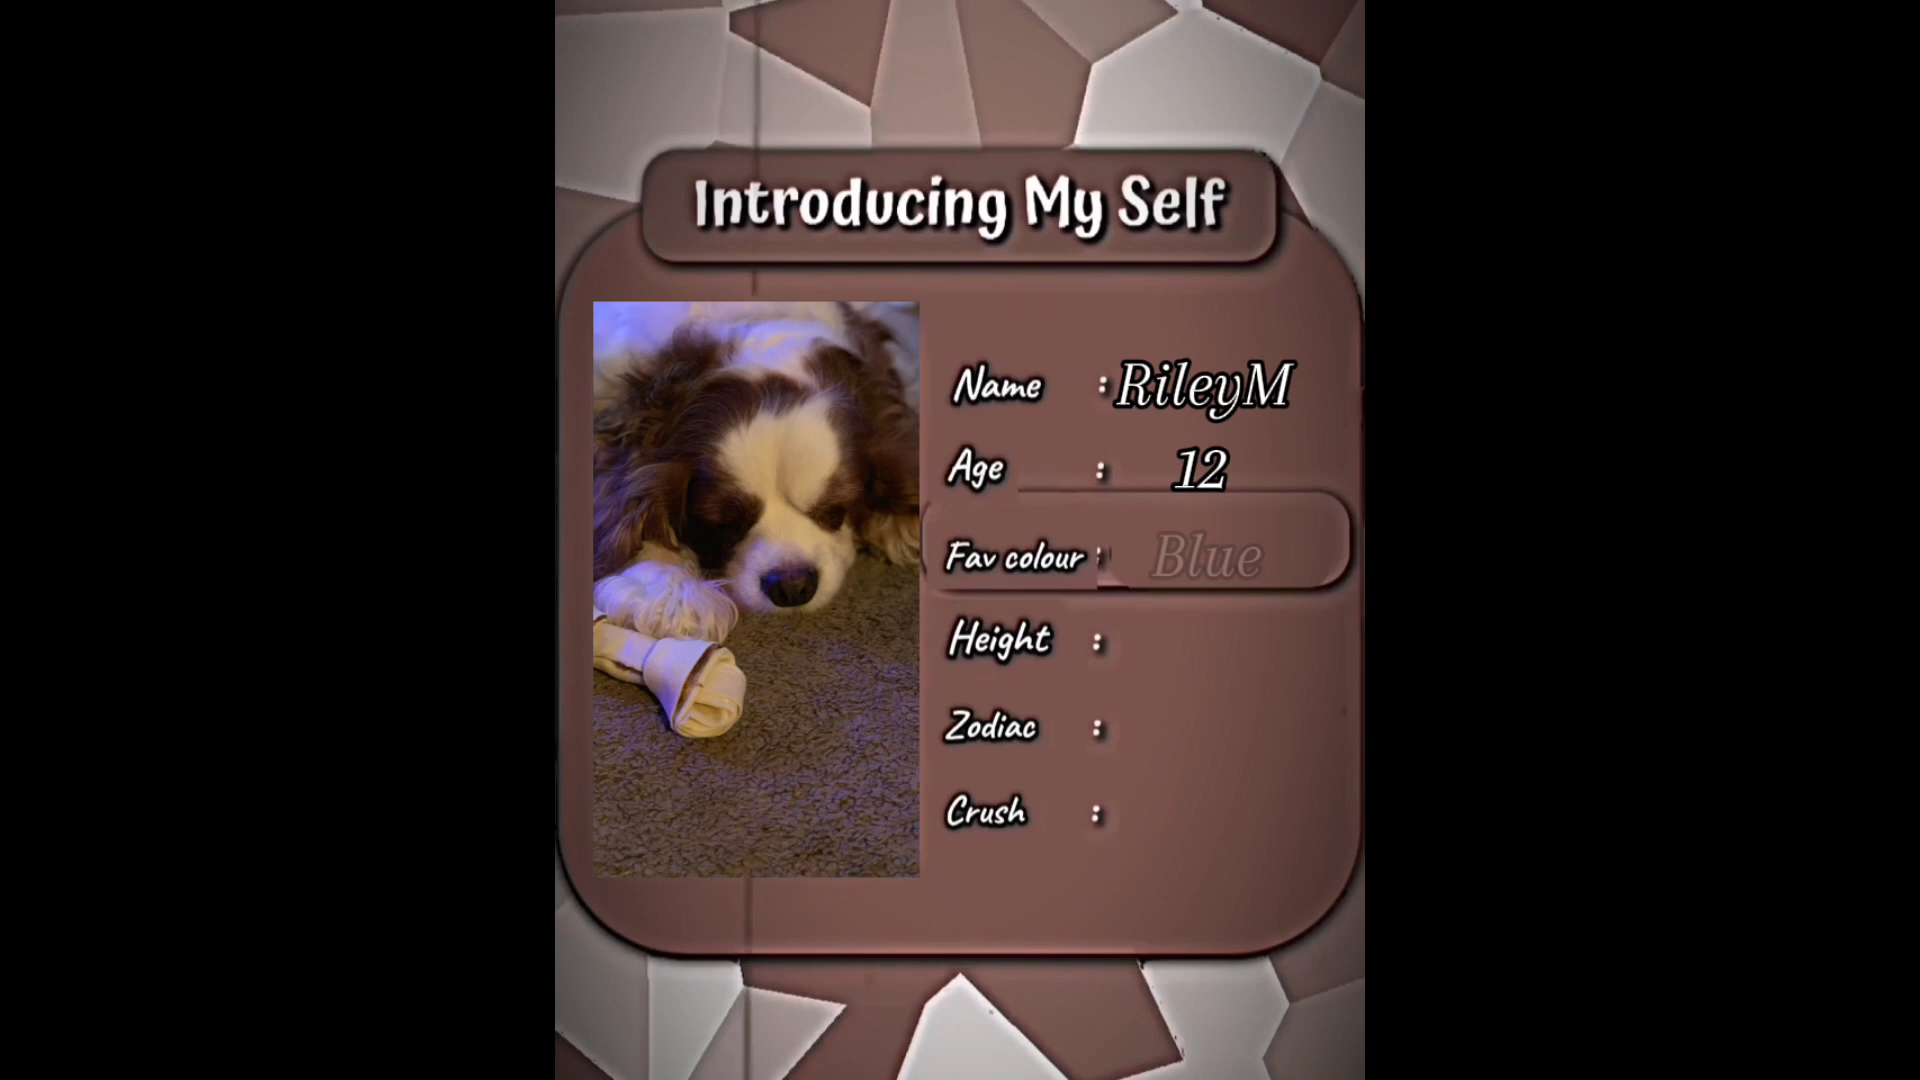 Introducing My Self
Name : RileyM
Age : 12
Fav colour : Blue
Height :
Zodiac :
Crush :